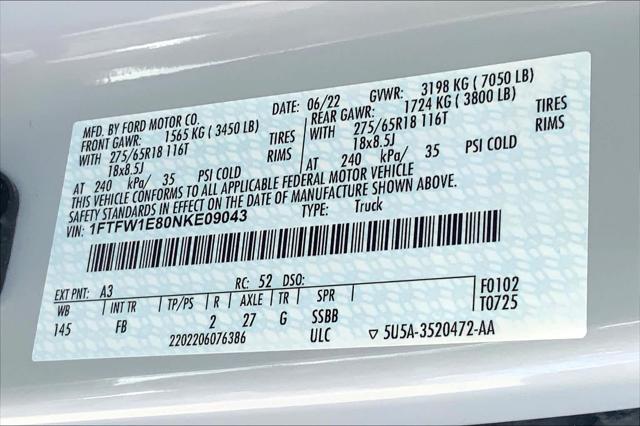 MFD. BY FORD MOTOR CO. DATE: 06/22 GVWR: 3198 KG ( 7050 LB)
FRONT GAWR: 1565 KG ( 3450 LB) REAR GAWR: 1724 KG ( 3800 LB)
WITH 275/65R18 116T TIRES WITH 275/65R18 116T TIRES
18x8.5J RIMS 18x8.5J RIMS
AT 240 kPa/ 35 PSI COLD AT 240 kPa/ 35 PSI COLD
THIS VEHICLE CONFORMS TO ALL APPLICABLE FEDERAL MOTOR VEHICLE
SAFETY STANDARDS IN EFFECT ON THE DATE OF MANUFACTURE SHOWN ABOVE.
VIN: 1FTFW1E80NKE09043 TYPE: Truck
EXT PNT: A3 RC: 52 DSO: F0102
WB INT TR TP/PS R AXLE TR SPR T0725
145 FB 2 27 G SSBB
2202206076386 ULC ▽ 5U5A-3520472-AA